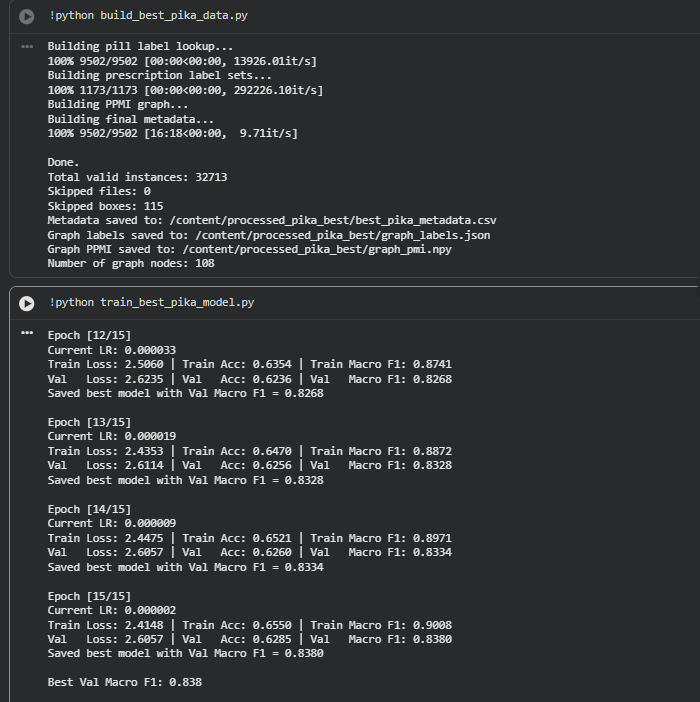 !python build_best_pika_data.py
Building pill label lookup...
100% 9502/9502 [00:00<00:00, 13926.01it/s]
Building prescription label sets...
100% 1173/1173 [00:00<00:00, 292226.10it/s]
Building PPMI graph...
Building final metadata...
100% 9502/9502 [16:18<00:00,  9.71it/s]
Done.
Total valid instances: 32713
Skipped files: 0
Skipped boxes: 115
Metadata saved to: /content/processed_pika_best/best_pika_metadata.csv
Graph labels saved to: /content/processed_pika_best/graph_labels.json
Graph PPMI saved to: /content/processed_pika_best/graph_pmi.npy
Number of graph nodes: 108
!python train_best_pika_model.py
Epoch [12/15]
Current LR: 0.000033
Train Loss: 2.5060 | Train Acc: 0.6354 | Train Macro F1: 0.8741
Val   Loss: 2.6235 | Val   Acc: 0.6236 | Val   Macro F1: 0.8268
Saved best model with Val Macro F1 = 0.8268
Epoch [13/15]
Current LR: 0.000019
Train Loss: 2.4353 | Train Acc: 0.6470 | Train Macro F1: 0.8872
Val   Loss: 2.6114 | Val   Acc: 0.6256 | Val   Macro F1: 0.8328
Saved best model with Val Macro F1 = 0.8328
Epoch [14/15]
Current LR: 0.000009
Train Loss: 2.4475 | Train Acc: 0.6521 | Train Macro F1: 0.8971
Val   Loss: 2.6057 | Val   Acc: 0.6260 | Val   Macro F1: 0.8334
Saved best model with Val Macro F1 = 0.8334
Epoch [15/15]
Current LR: 0.000002
Train Loss: 2.4148 | Train Acc: 0.6550 | Train Macro F1: 0.9008
Val   Loss: 2.6057 | Val   Acc: 0.6285 | Val   Macro F1: 0.8380
Saved best model with Val Macro F1 = 0.8380
Best Val Macro F1: 0.838